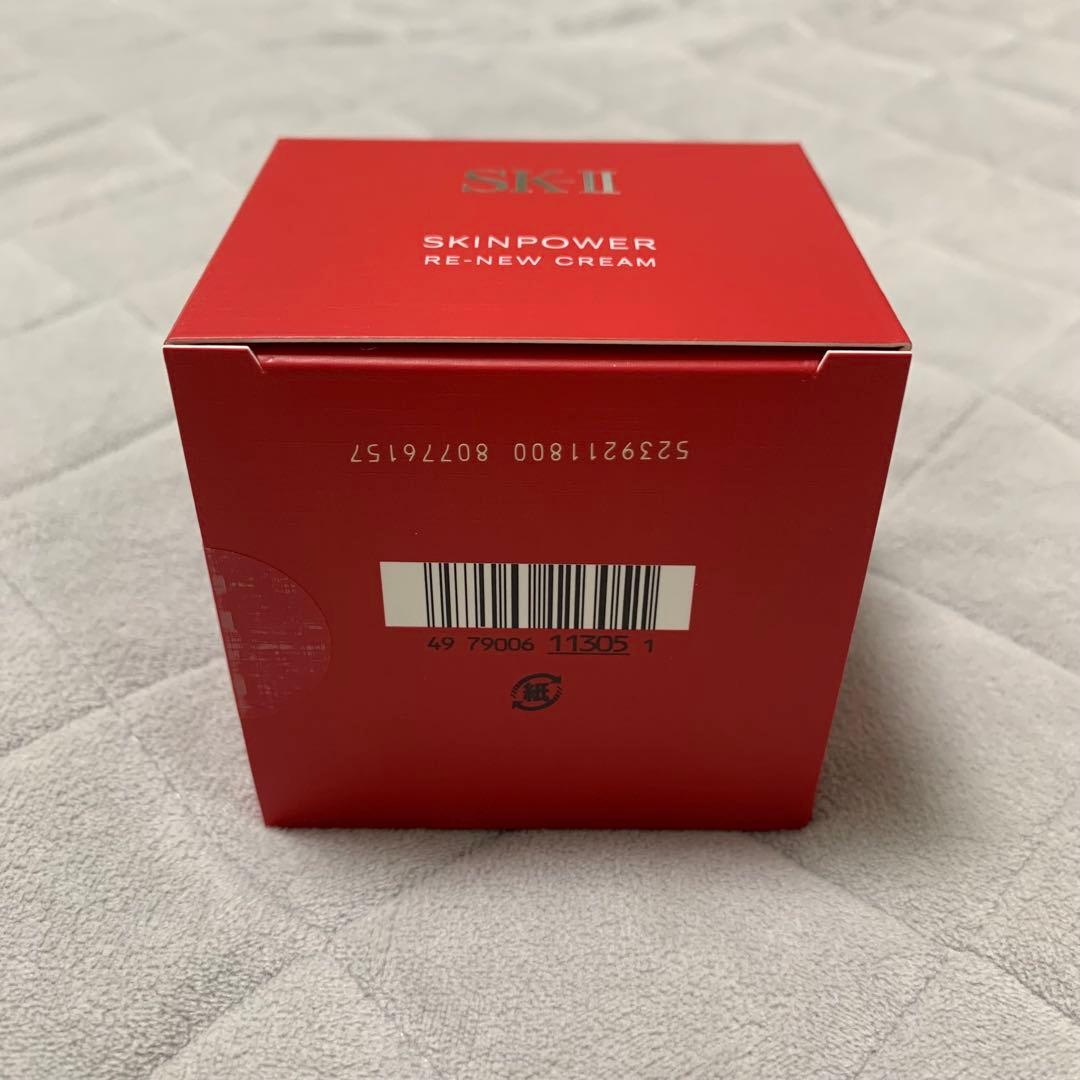 SK-II
SKINPOWER
RE-NEW CREAM
5239211800 80776157
49 79006 11305 1
紙